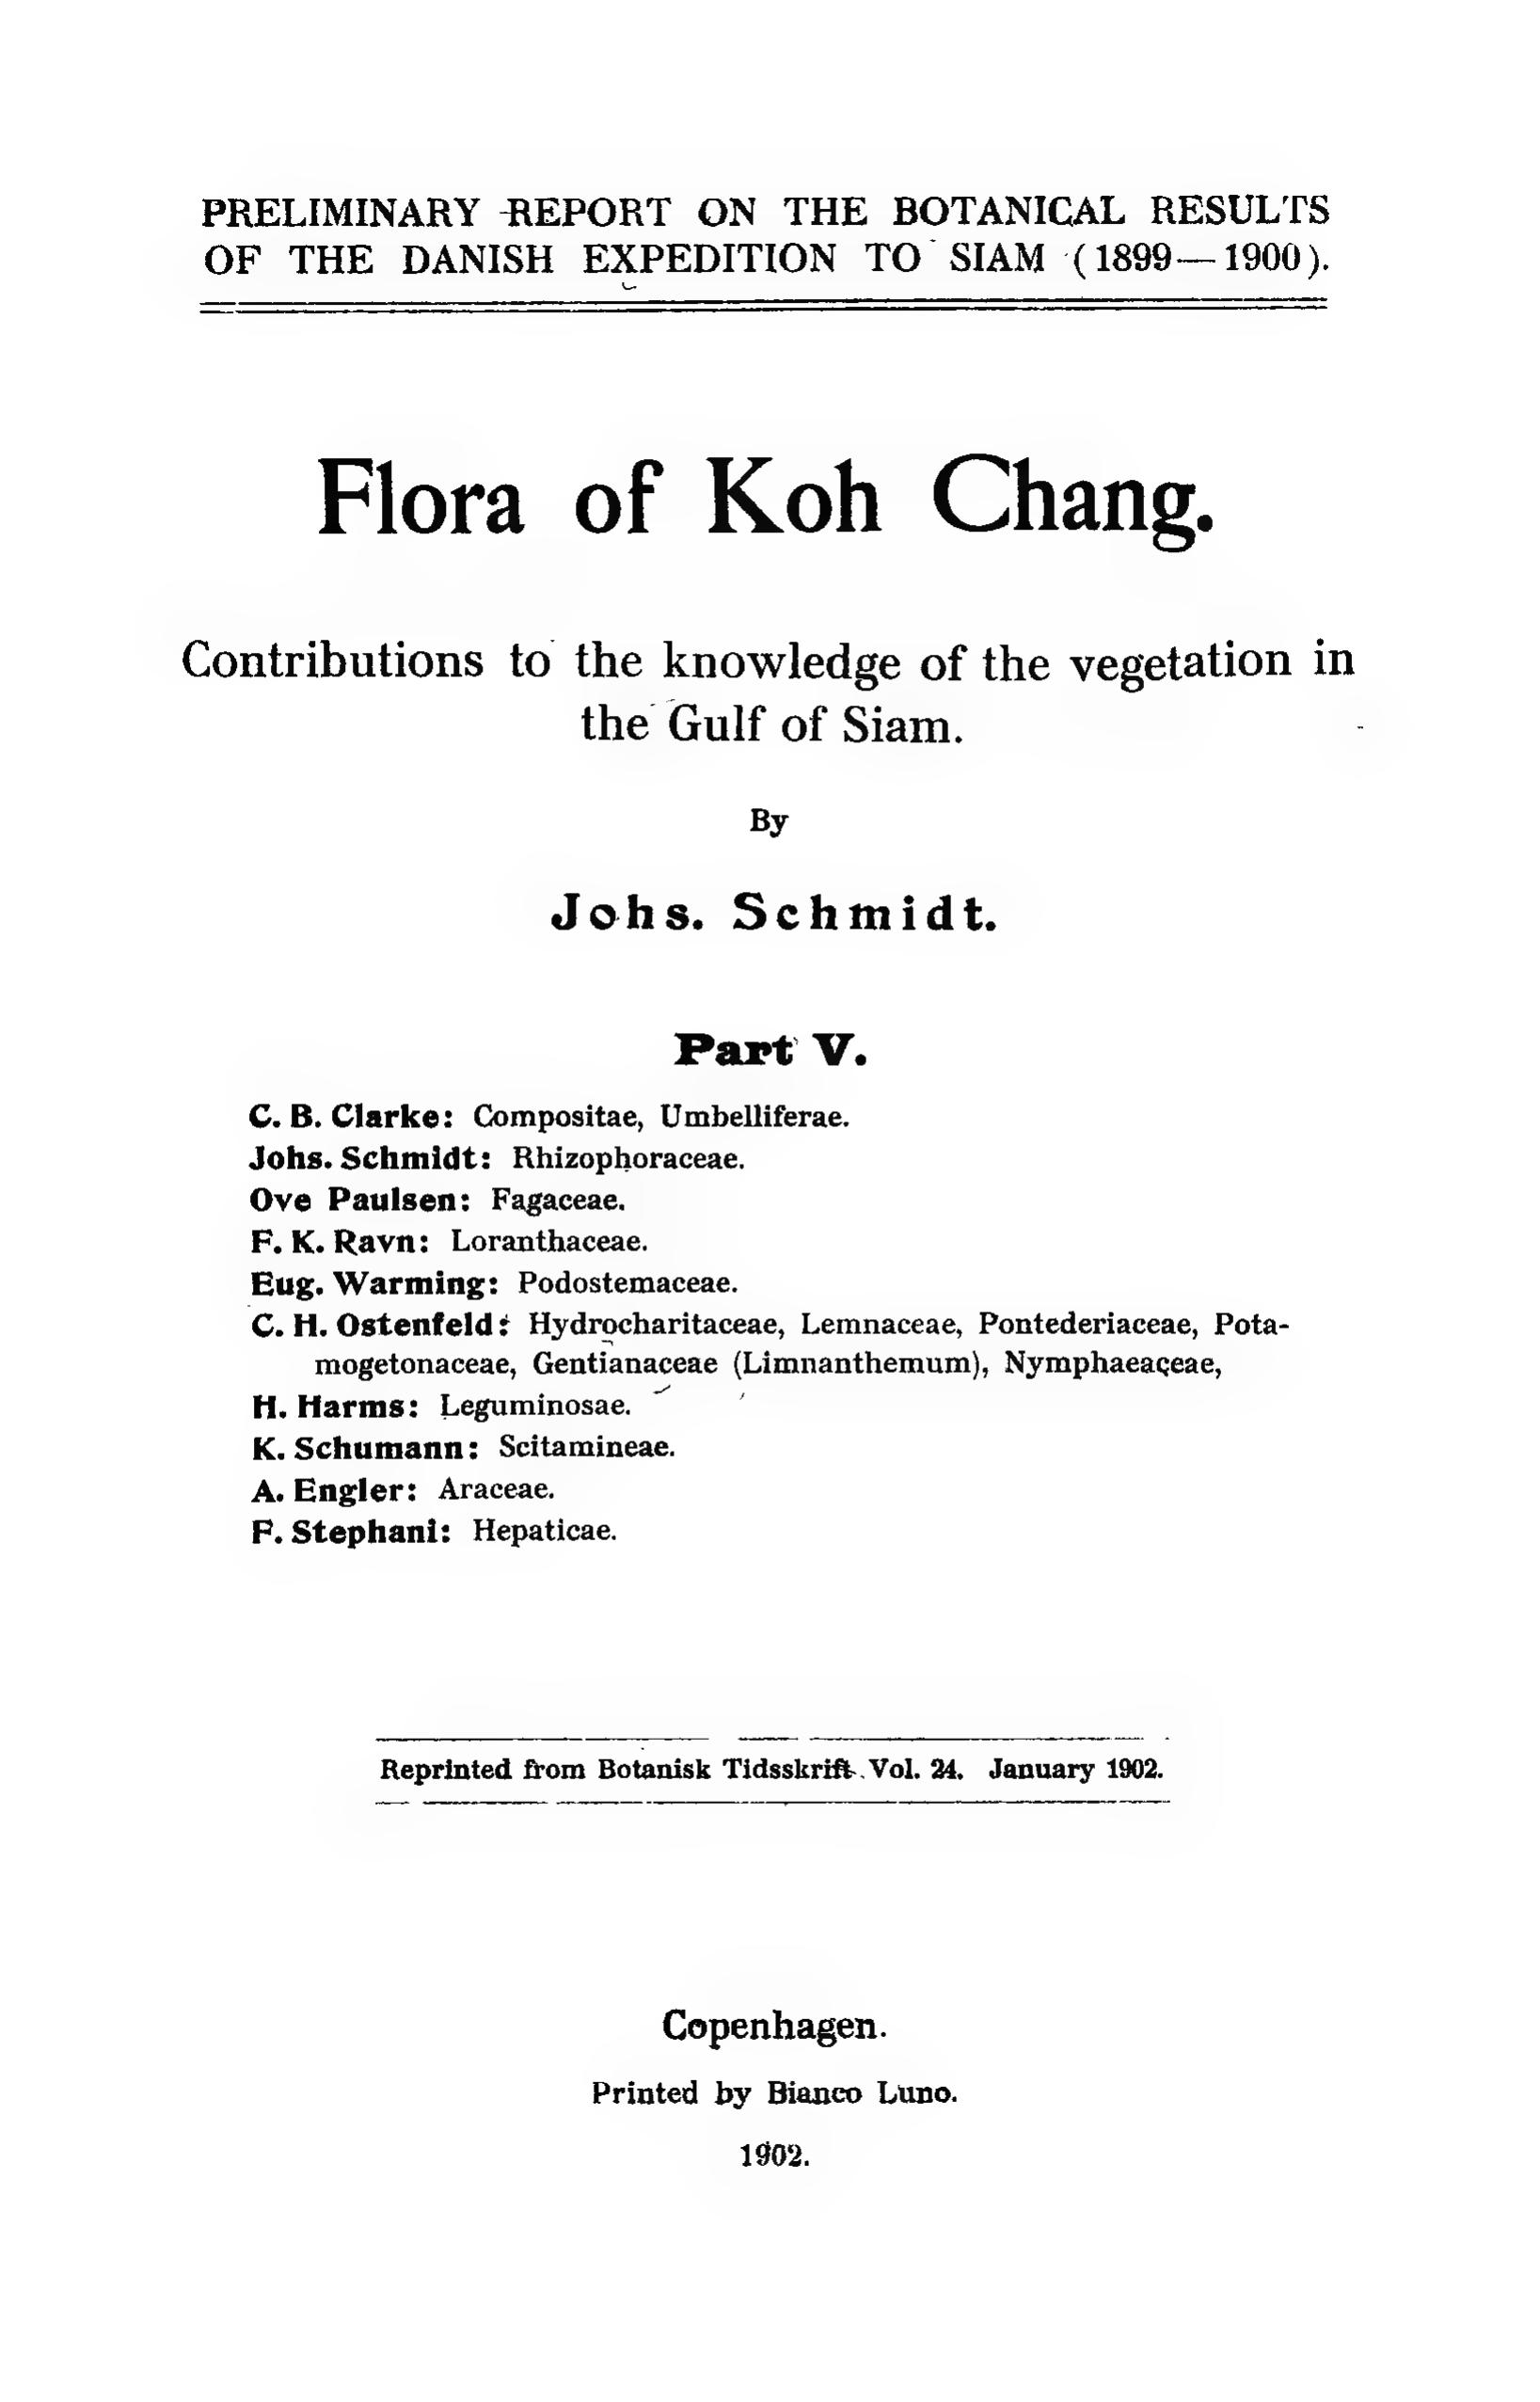 PRELIMINARY REPORT ON THE BOTANICAL RESULTS
OF THE DANISH EXPEDITION TO SIAM (1899—1900).
Flora of Koh Chang.
Contributions to the knowledge of the vegetation in
the Gulf of Siam.
By
Johs. Schmidt.
Part V.
C. B. Clarke: Compositae, Umbelliferae.
Johs. Schmidt: Rhizophoraceae.
Ove Paulsen: Fagaceae.
F. K. Ravn: Loranthaceae.
Eug. Warming: Podostemaceae.
C. H. Ostenfeld: Hydrocharitaceae, Lemnaceae, Pontederiaceae, Pota-
mogetonaceae, Gentianaceae (Limnanthemum), Nymphaeaceae,
H. Harms: Leguminosae.
K. Schumann: Scitamineae.
A. Engler: Araceae.
F. Stephani: Hepaticae.
Reprinted from Botanisk Tidsskrift. Vol. 24. January 1902.
Copenhagen.
Printed by Bianco Luno.
1902.